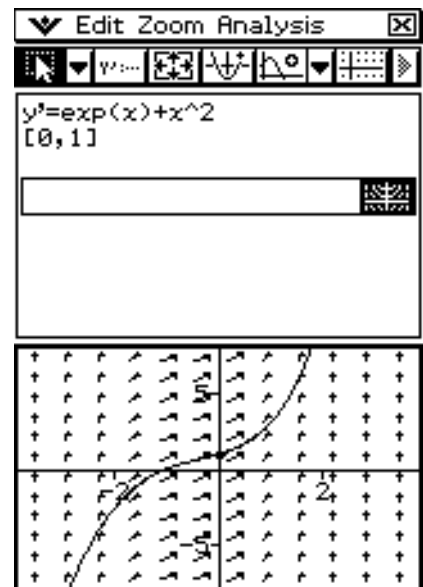 Edit Zoom Analysis
y':...
y'=exp(x)+x^2
[0,1]
5
-2
2
-5